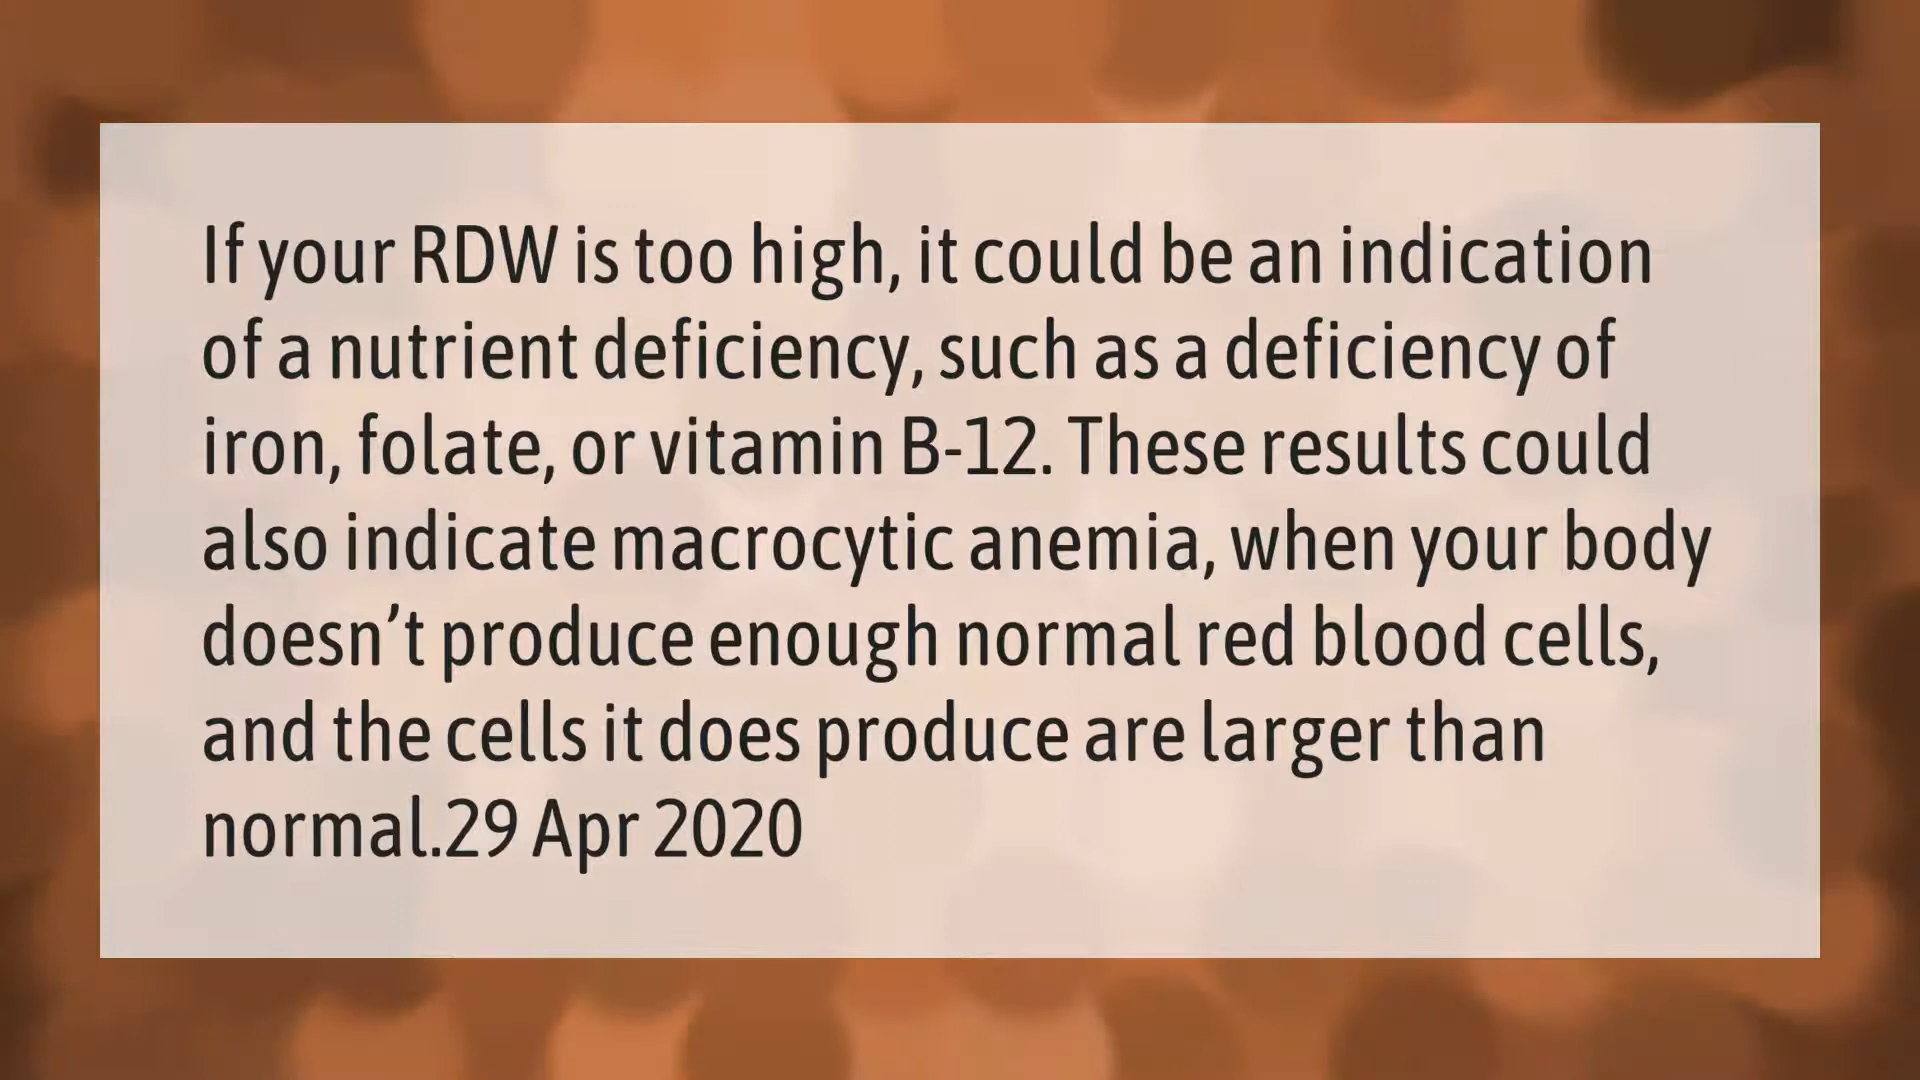 If your RDW is too high, it could be an indication
of a nutrient deficiency, such as a deficiency of
iron, folate, or vitamin B-12. These results could
also indicate macrocytic anemia, when your body
doesn’t produce enough normal red blood cells,
and the cells it does produce are larger than
normal.29 Apr 2020